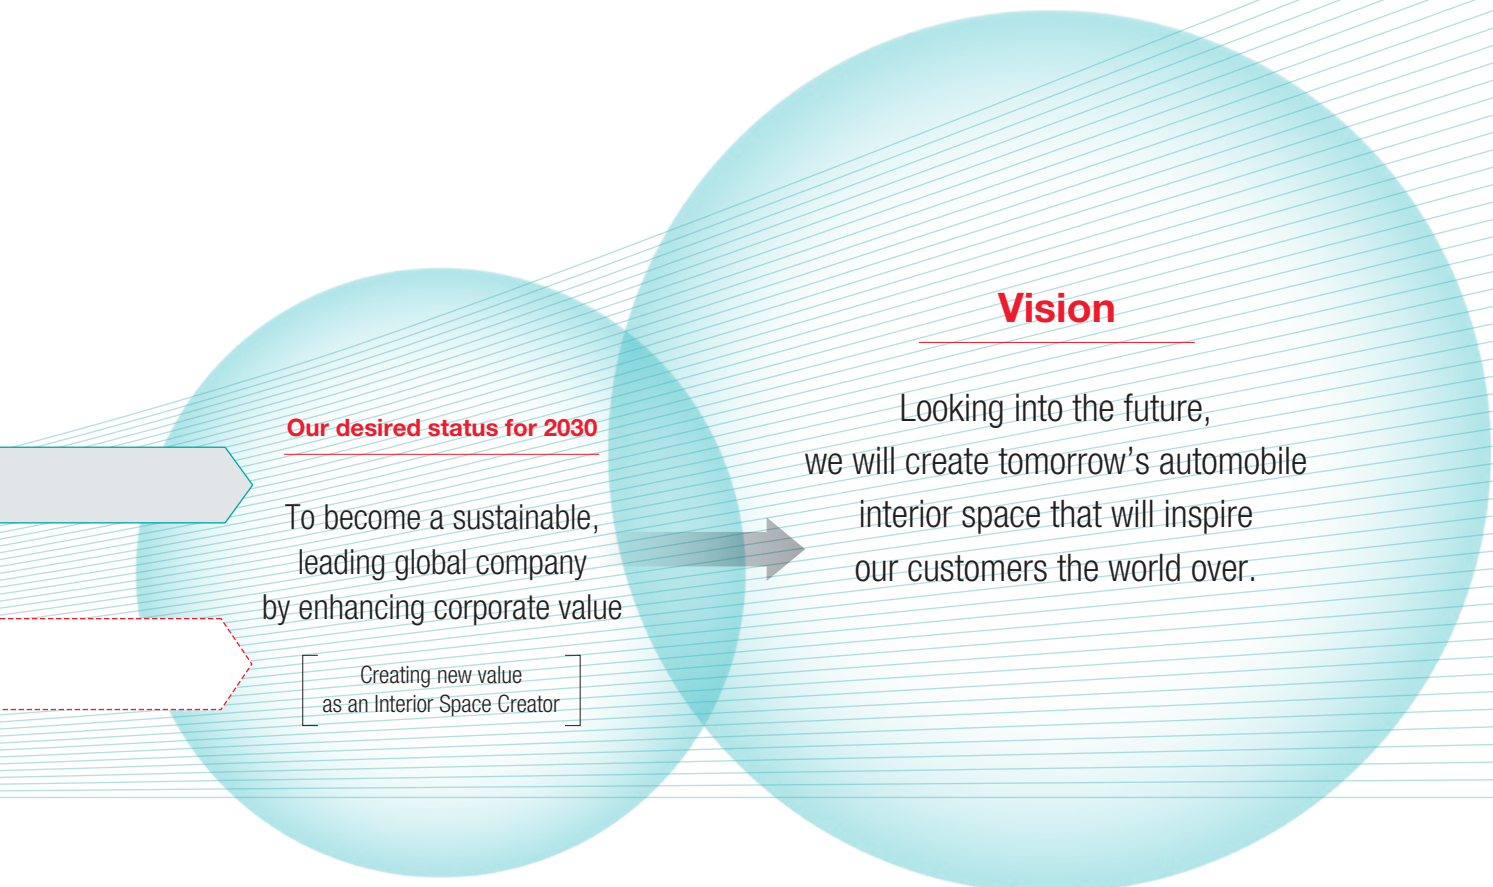 Our desired status for 2030
To become a sustainable,
leading global company
by enhancing corporate value
Creating new value
as an Interior Space Creator
Vision
Looking into the future,
we will create tomorrow’s automobile
interior space that will inspire
our customers the world over.